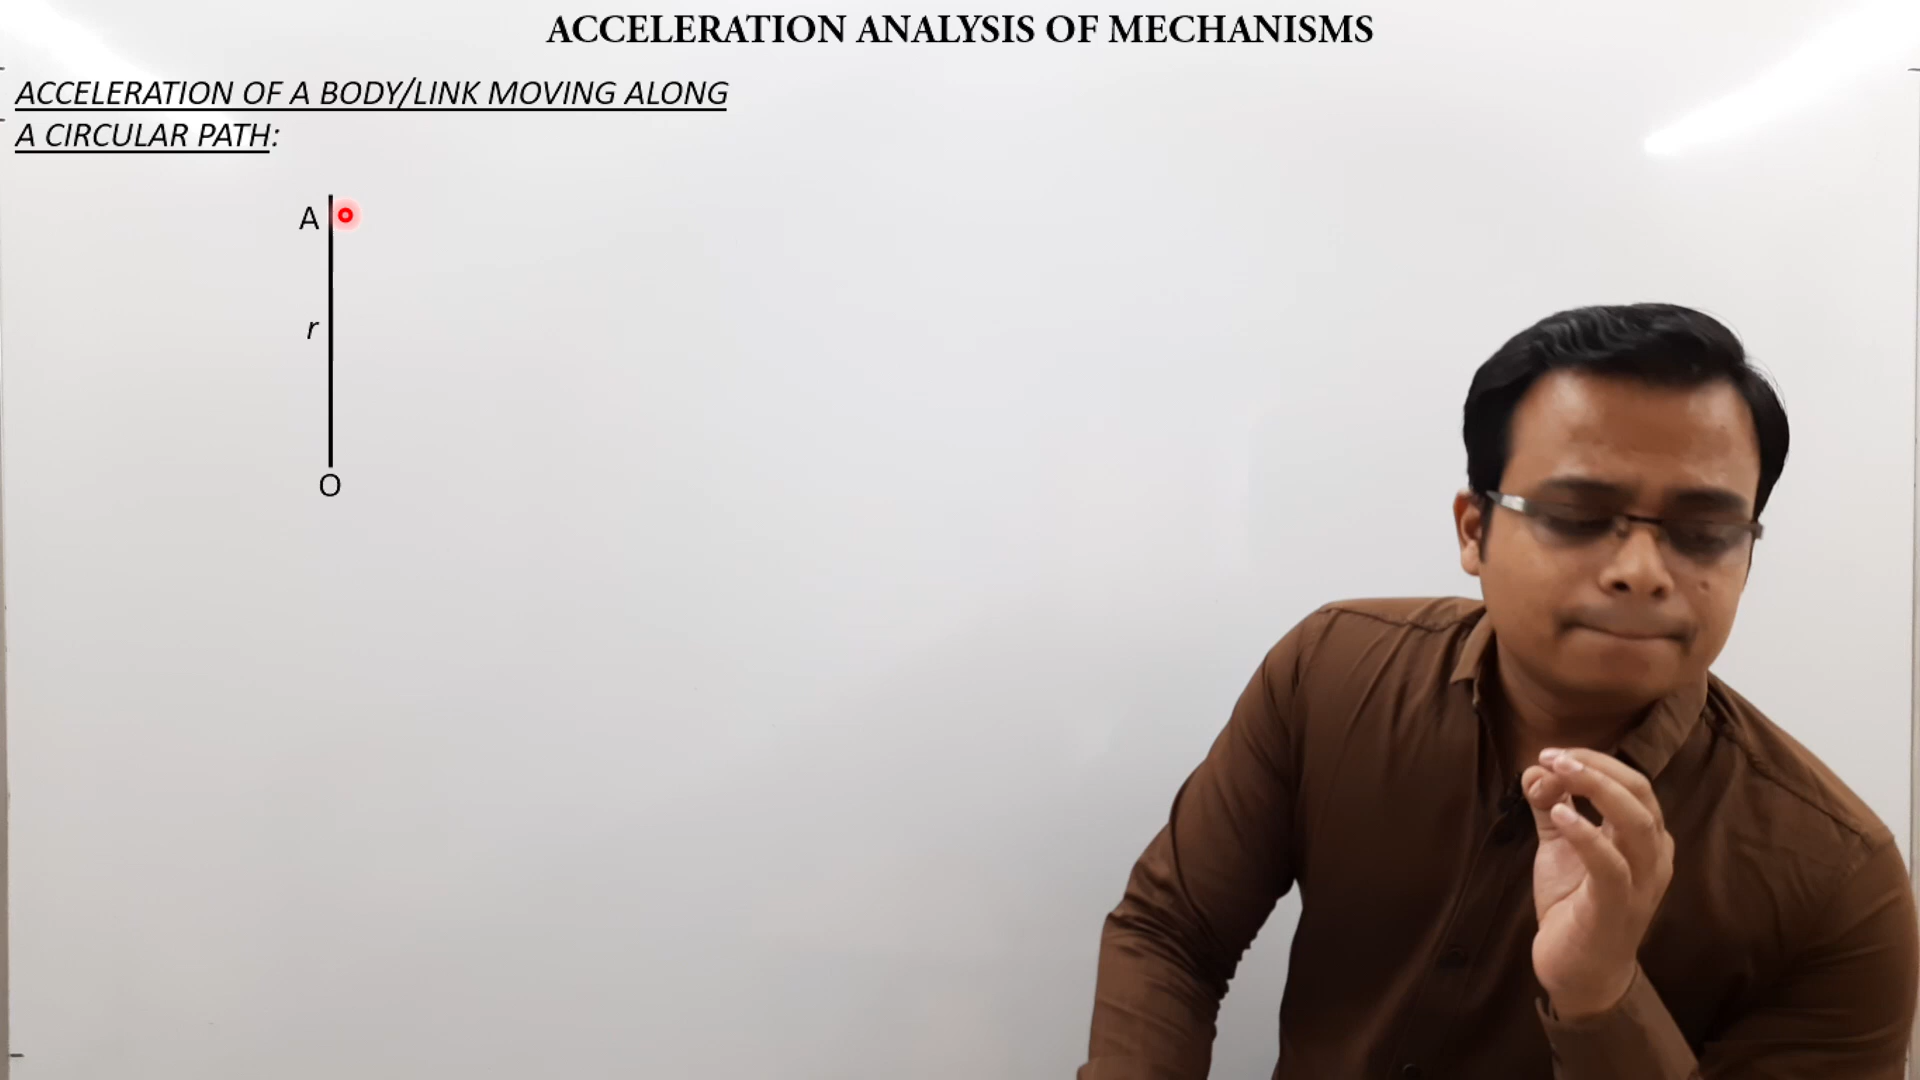 ACCELERATION ANALYSIS OF MECHANISMS
ACCELERATION OF A BODY/LINK MOVING ALONG
A CIRCULAR PATH:
A
r
O